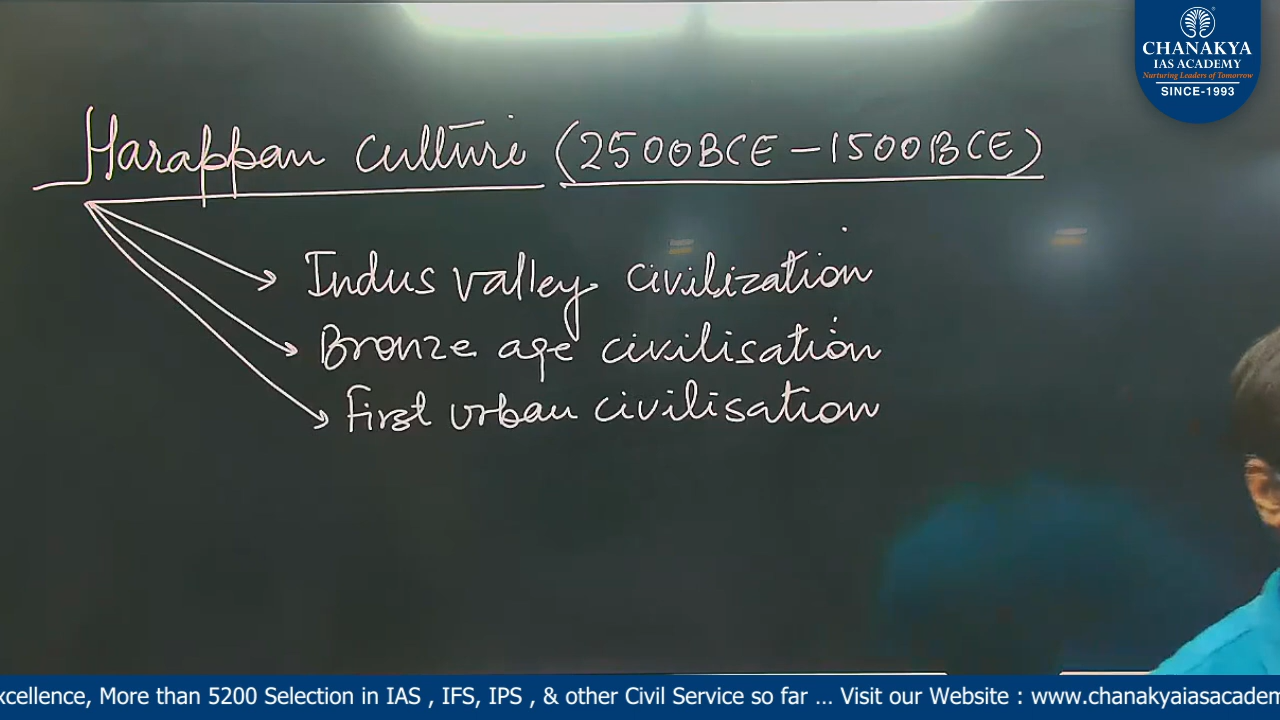 CHANAKYA
IAS ACADEMY
Nurturing Leaders of Tomorrow
SINCE-1993
Harappan culture (2500BCE - 1500BCE)
Indus valley civilization
Bronze age civilisation
First urban civilisation
xcellence, More than 5200 Selection in IAS , IFS, IPS , & other Civil Service so far ... Visit our Website : www.chanakyaiasacadem